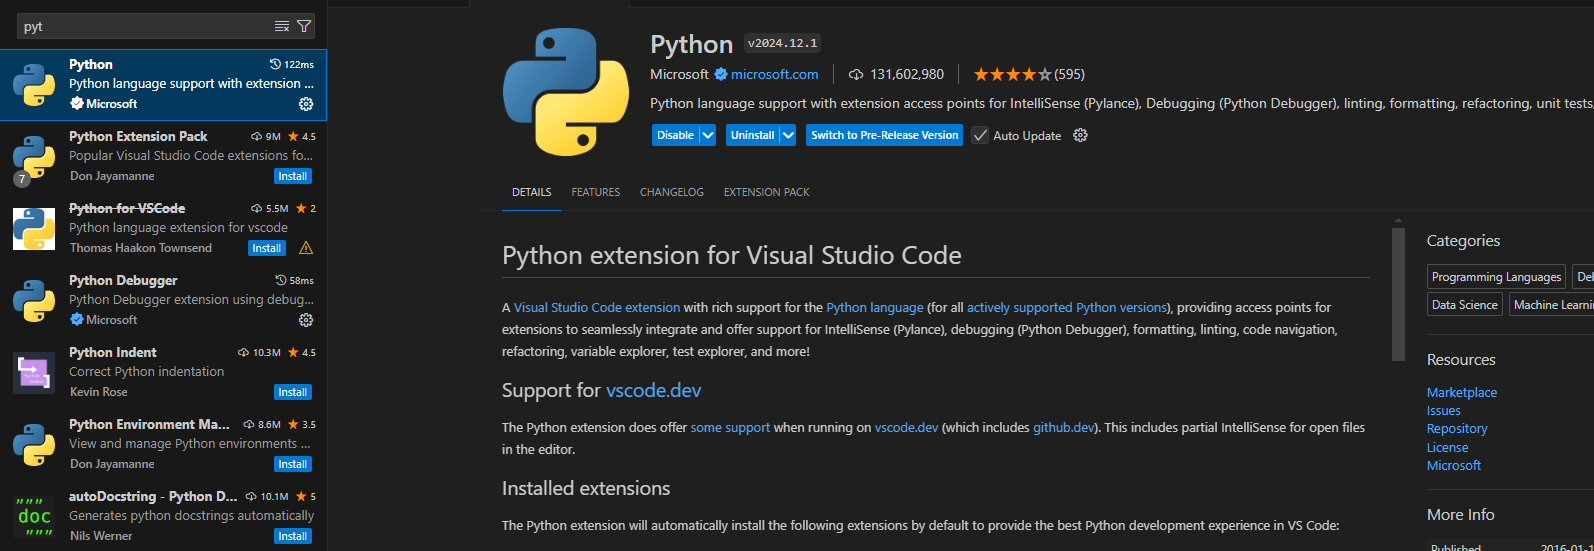 pyt
Python 122ms
Python language support with extension ...
Microsoft
Python Extension Pack 9M 4.5
Popular Visual Studio Code extensions fo...
7
Don Jayamanne Install
Python for VSCode 5.5M 2
Python language extension for vscode
Thomas Haakon Townsend Install
Python Debugger 58ms
Python Debugger extension using debug...
Microsoft
Python Indent 10.3M 4.5
Correct Python indentation
Kevin Rose Install
Python Environment Ma... 8.6M 3.5
View and manage Python environments ...
Don Jayamanne Install
autoDocstring - Python D... 10.1M 5
Generates python docstrings automatically
""" doc """
Nils Werner Install
Python v2024.12.1
Microsoft microsoft.com 131,602,980 (595)
Python language support with extension access points for IntelliSense (Pylance), Debugging (Python Debugger), linting, formatting, refactoring, unit tests,
Disable Uninstall Switch to Pre-Release Version Auto Update
DETAILS FEATURES CHANGELOG EXTENSION PACK
Python extension for Visual Studio Code
A Visual Studio Code extension with rich support for the Python language (for all actively supported Python versions), providing access points for
extensions to seamlessly integrate and offer support for IntelliSense (Pylance), debugging (Python Debugger), formatting, linting, code navigation,
refactoring, variable explorer, test explorer, and more!
Support for vscode.dev
The Python extension does offer some support when running on vscode.dev (which includes github.dev). This includes partial IntelliSense for open files
in the editor.
Installed extensions
The Python extension will automatically install the following extensions by default to provide the best Python development experience in VS Code:
Categories
Programming Languages Del
Data Science Machine Learni
Resources
Marketplace
Issues
Repository
License
Microsoft
More Info
Published 2016-01-1